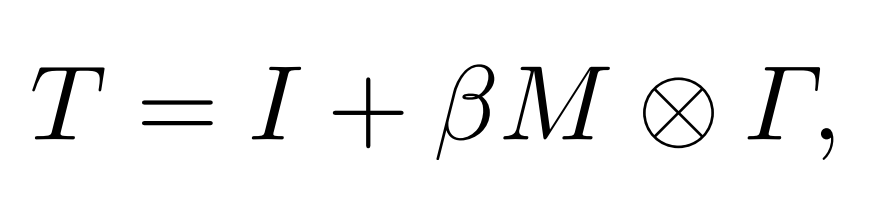 T = I + βM ⊗ Γ,